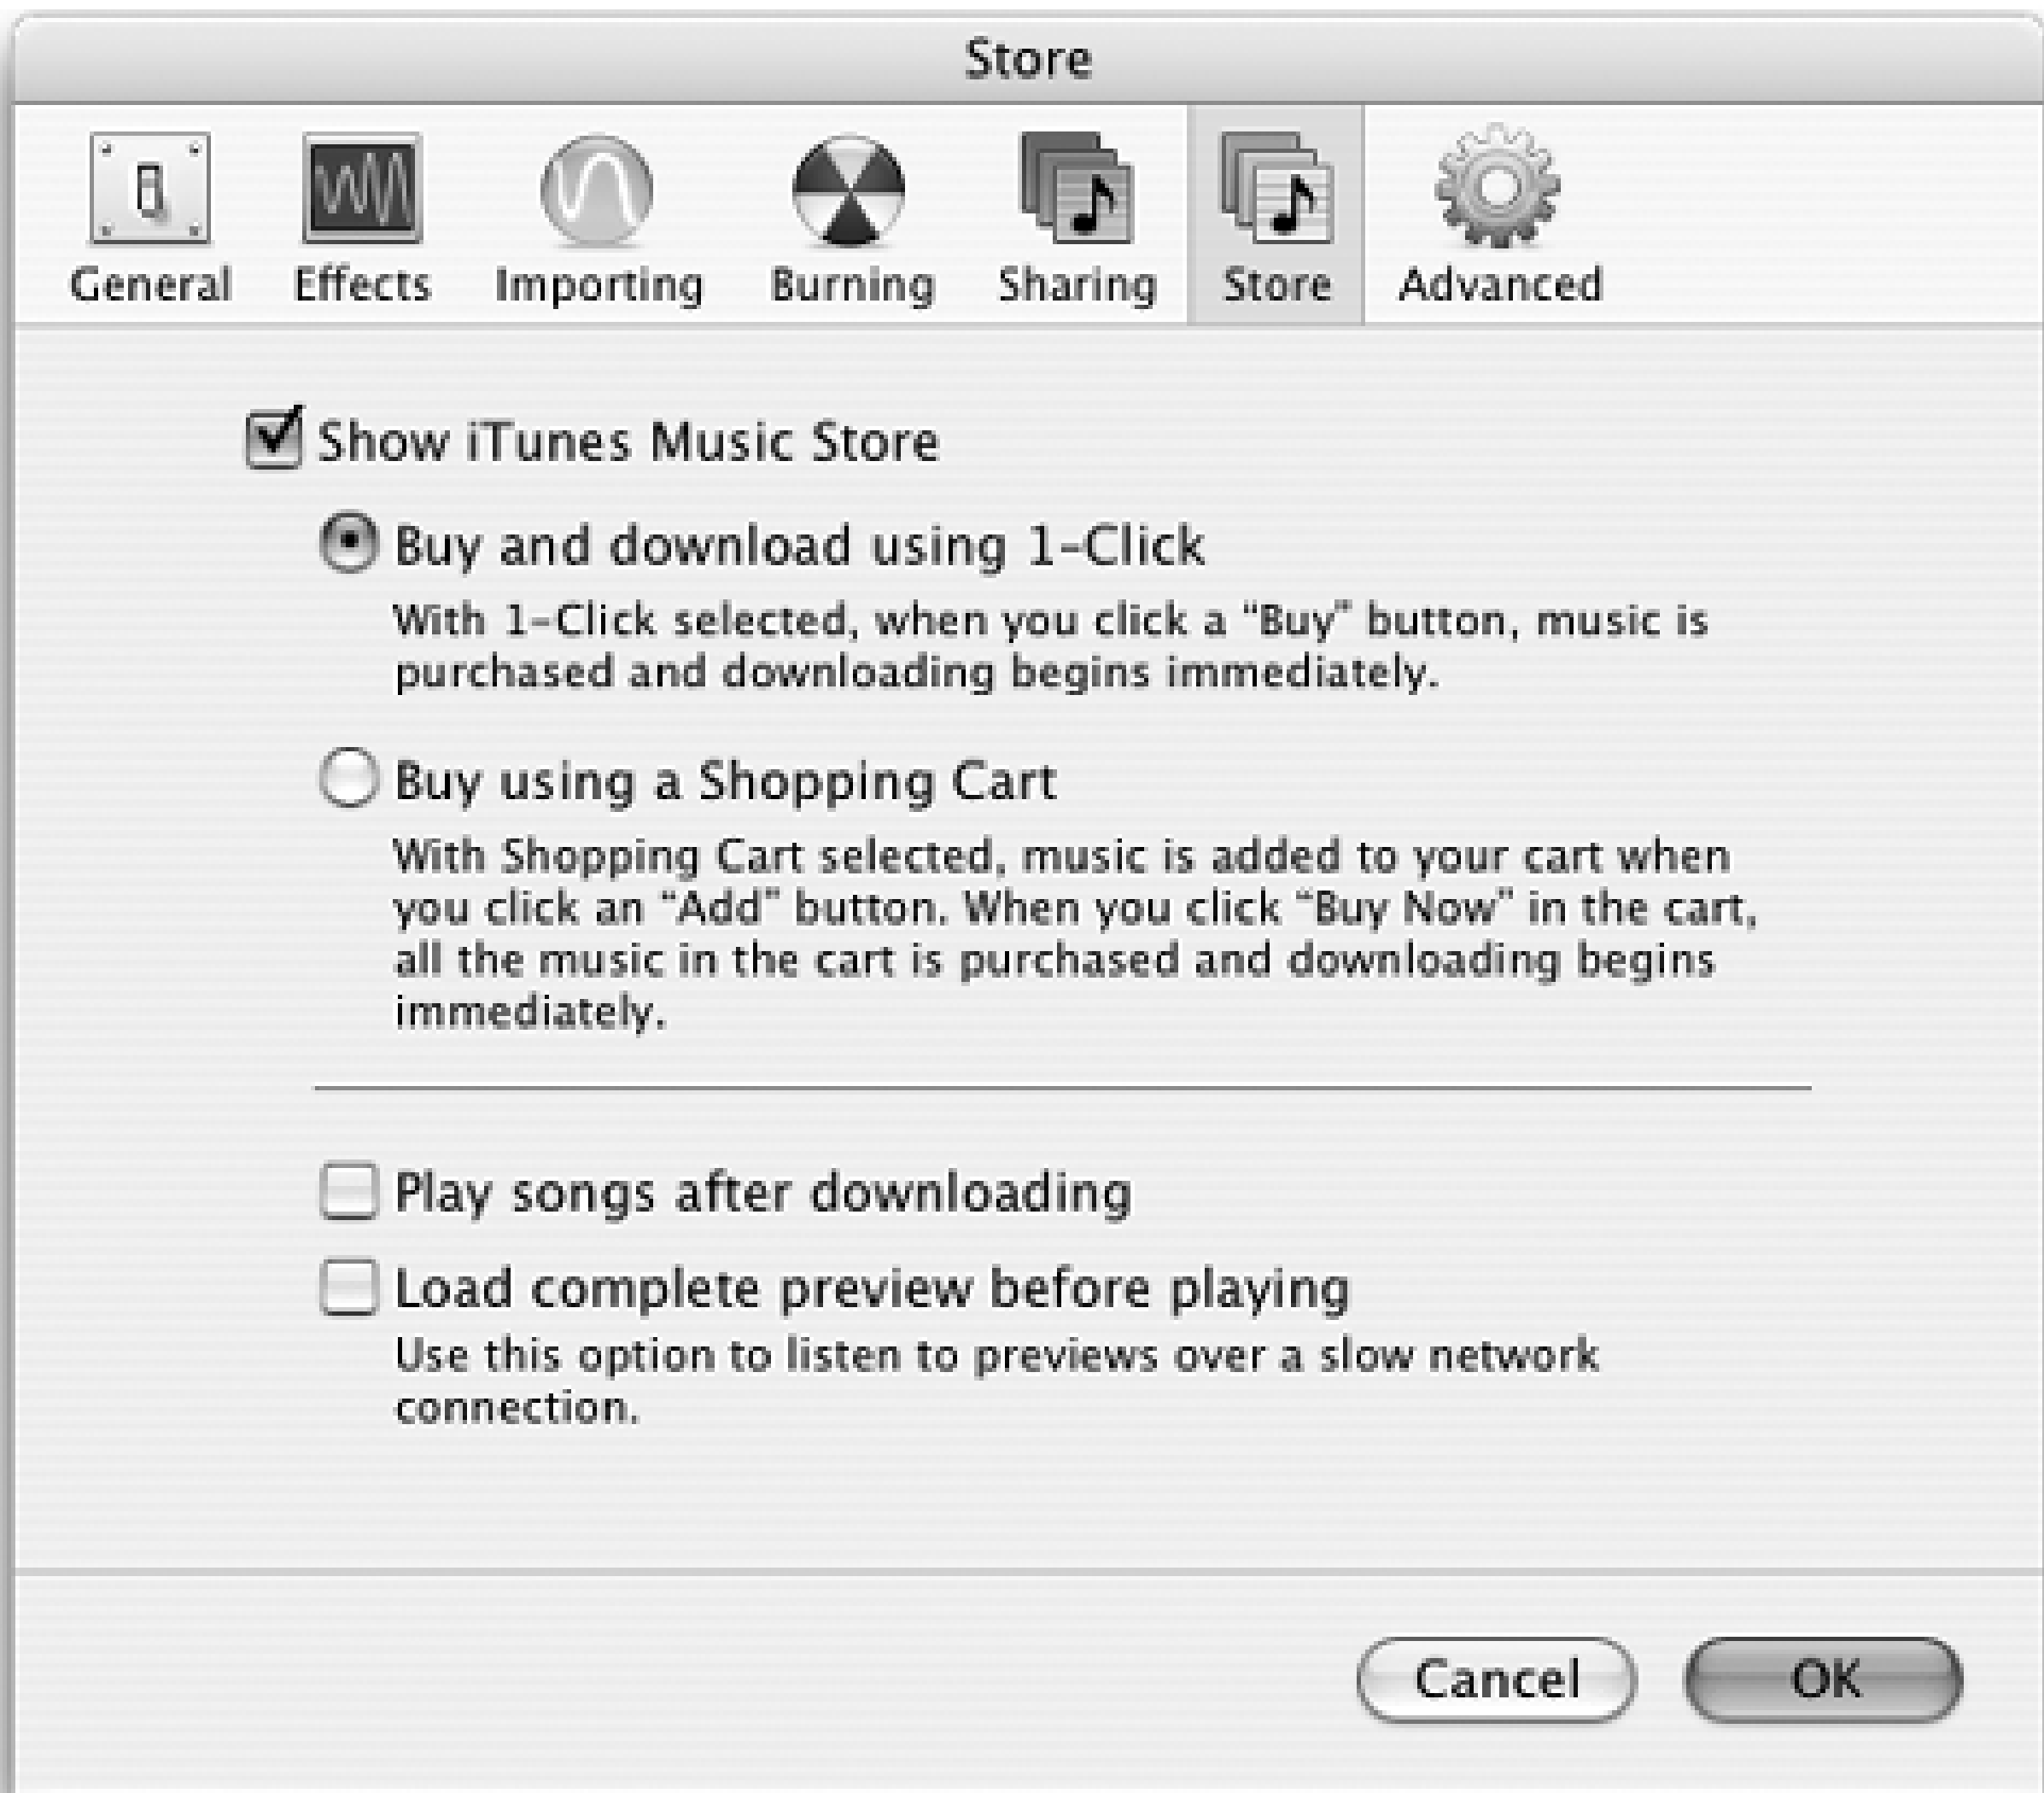 Store
General Effects Importing Burning Sharing Store Advanced
Show iTunes Music Store
Buy and download using 1-Click
With 1-Click selected, when you click a “Buy” button, music is
purchased and downloading begins immediately.
Buy using a Shopping Cart
With Shopping Cart selected, music is added to your cart when
you click an “Add” button. When you click “Buy Now” in the cart,
all the music in the cart is purchased and downloading begins
immediately.
Play songs after downloading
Load complete preview before playing
Use this option to listen to previews over a slow network
connection.
Cancel OK